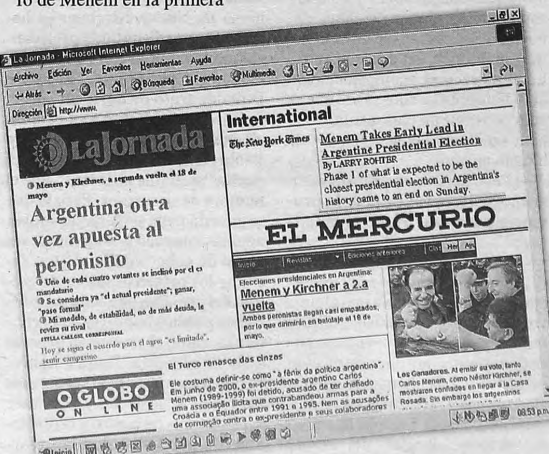 lo de Menem en la primera
La Jornada - Microsoft Internet Explorer
Archivo Edición Ver Favoritos Herramientas Ayuda
Atrás Búsqueda Favoritos Multimedia
Dirección http://www.
LaJornada
Menem y Kirchner, a segunda vuelta el 18 de
mayo
Argentina otra
vez apuesta al
peronisno
Uno de cada cuatro votantes se inclinó por el ex
mandatario
Se considera ya "el actual presidente"; ganar,
"paso formal"
Mi modelo, de estabilidad, no de más deuda, le
revira su rival
STELLA CALLONI, CORRESPONSAL
Hoy se signa el acuerdo para el agro; "es limitado",
sentir campesino
International
The New York Times
Menem Takes Early Lead in
Argentine Presidential Election
By LARRY ROHTER
Phase 1 of what is expected to be the
closest presidential election in Argentina's
history came to an end on Sunday.
EL MERCURIO
Inicio Revistas Ediciones anteriores
Elecciones presidenciales en Argentina:
Menem y Kirchner a 2.a
vuelta
Ambos peronistas llegan casi empatados,
por lo que dirimirán en balotaje el 18 de
mayo.
Los Ganadores. Al emitir su voto, tanto
Carlos Menem, como Néstor Kirchner, se
mostraron confiados en llegar a la Casa
Rosada. Sin embargo los argentinos
O GLOBO
ON LINE
El Turco renasce das cinzas
Ele costuma definir-se como "a fênix da política argentina".
Em junho de 2000, o ex-presidente argentino Carlos
Menem (1989-1999) foi detido, acusado de ter chefiado
uma associação ilícita que contrabandeou armas para a
Croácia e o Equador entre 1991 e 1995. Nem as acusações
de corrupção contra o ex-presidente e seus colaboradores
Inicio
08:53 p.m.